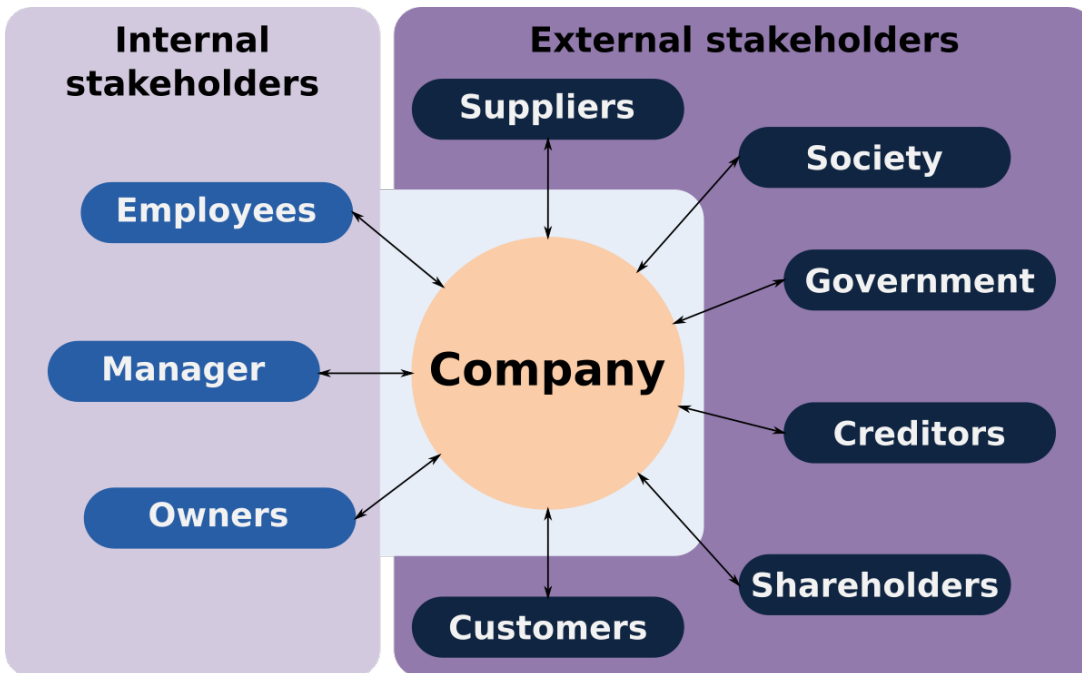 Internal
stakeholders
External stakeholders
Suppliers
Society
Employees
Government
Manager
Company
Creditors
Owners
Shareholders
Customers